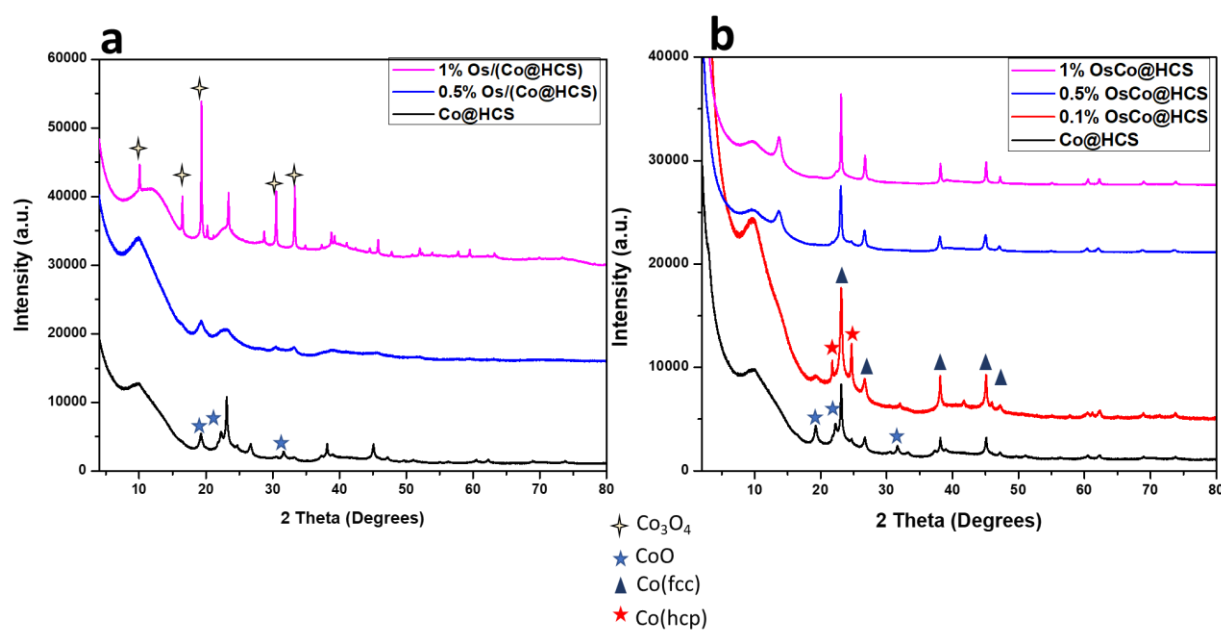 a
60000
50000
40000
30000
20000
10000
0
Intensity (a.u.)
1% Os/(Co@HCS)
0.5% Os/(Co@HCS)
Co@HCS
10 20 30 40 50 60 70 80
2 Theta (Degrees)
b
40000
30000
20000
10000
0
Intensity (a.u.)
1% OsCo@HCS
0.5% OsCo@HCS
0.1% OsCo@HCS
Co@HCS
10 20 30 40 50 60 70 80
2 Theta (Degrees)
Co₃O₄
CoO
Co(fcc)
Co(hcp)